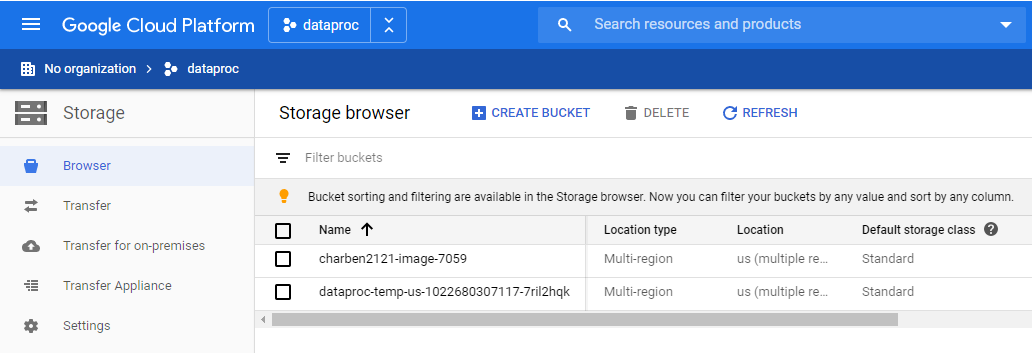 Google Cloud Platform dataproc Search resources and products
No organization dataproc
Storage
Browser
Transfer
Transfer for on-premises
Transfer Appliance
Settings
Storage browser CREATE BUCKET DELETE REFRESH
Filter buckets
Bucket sorting and filtering are available in the Storage browser. Now you can filter your buckets by any value and sort by any column.
Name Location type Location Default storage class ?
charben2121-image-7059 Multi-region us (multiple re... Standard
dataproc-temp-us-1022680307117-7ril2hqk Multi-region us (multiple re... Standard